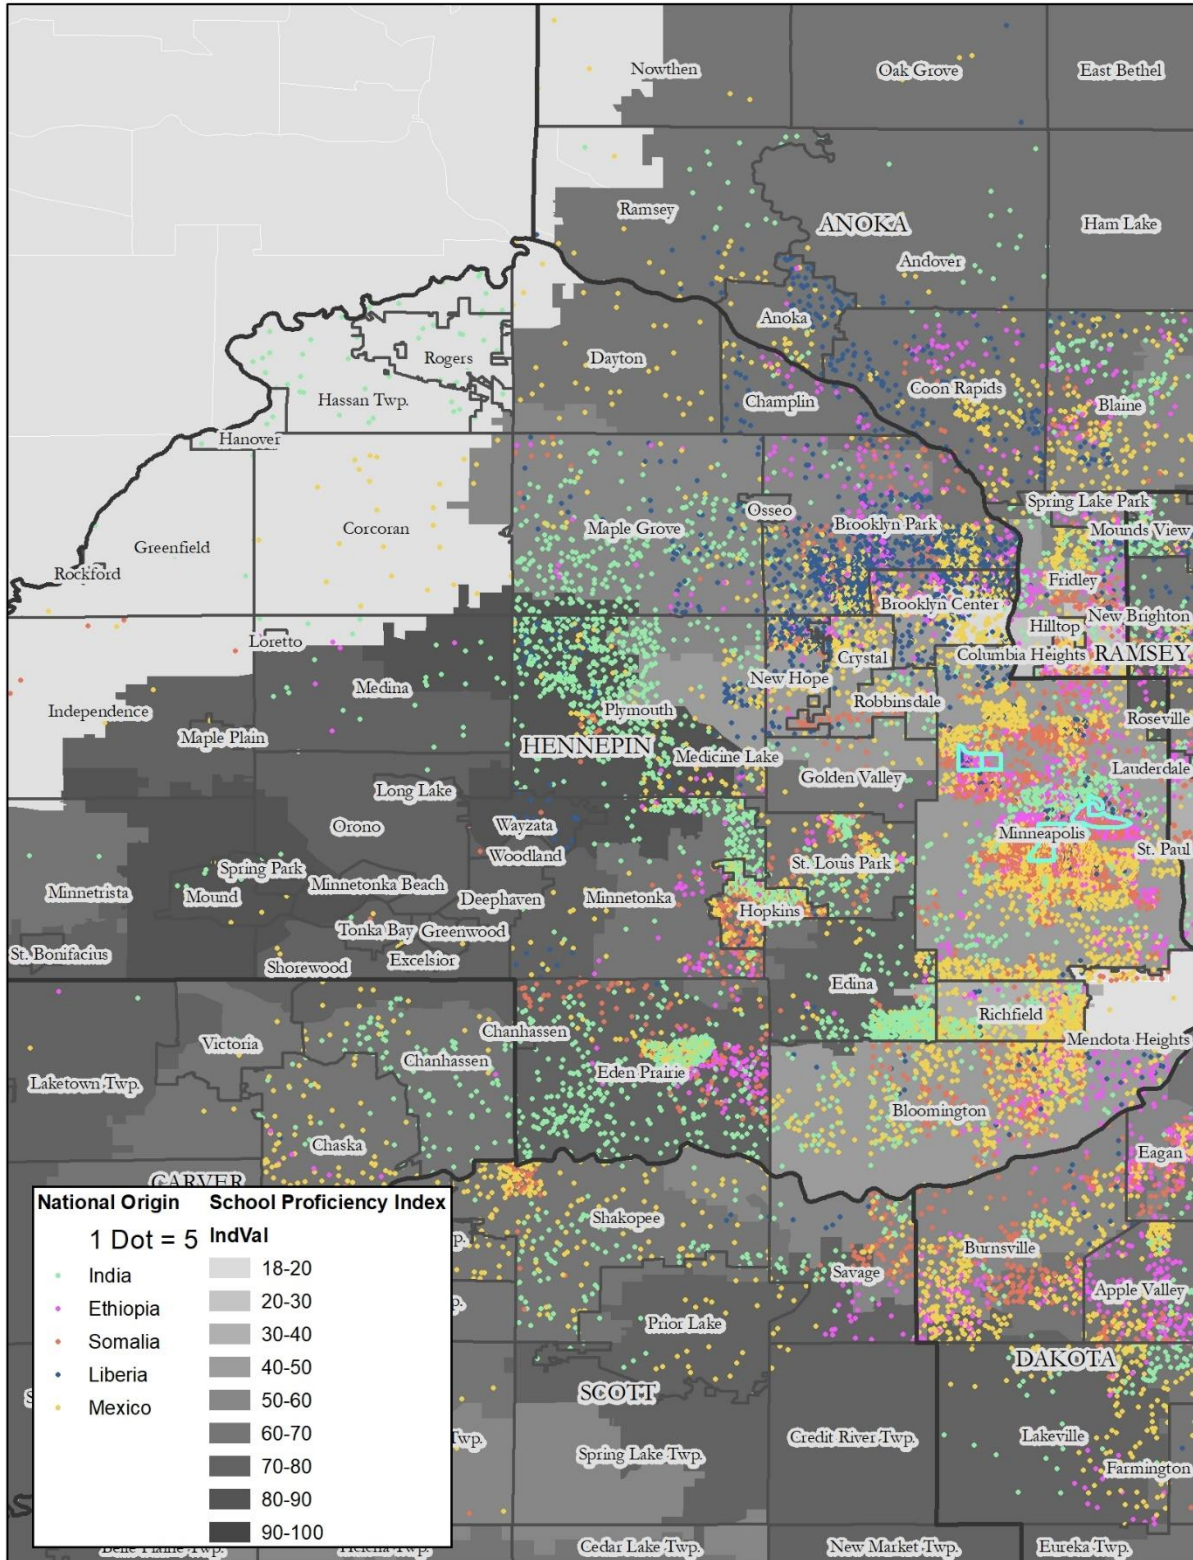 Nowthen
Oak Grove
East Bethel
Ramsey
ANOKA
Ham Lake
Andover
Anoka
Rogers
Dayton
Hassan Twp.
Champlin
Coon Rapids
Blaine
Hanover
Spring Lake Park
Osseo
Corcoran
Maple Grove
Brooklyn Park
Mounds View
Greenfield
Rockford
Fridley
Brooklyn Center
New Brighton
Hilltop
Loretto
Crystal
Columbia Heights
RAMSEY
Medina
New Hope
Independence
Plymouth
Robbinsdale
Roseville
Maple Plain
HENNEPIN
Medicine Lake
Golden Valley
Lauderdale
Long Lake
Orono
Wayzata
Minneapolis
St. Paul
Woodland
St. Louis Park
Spring Park
Minnetrista
Mound
Minnetonka Beach
Deephaven
Minnetonka
Hopkins
Tonka Bay
Greenwood
St. Bonifacius
Excelsior
Shorewood
Edina
Richfield
Victoria
Chanhassen
Chanhassen
Mendota Heights
Laketown Twp.
Eden Prairie
Bloomington
Chaska
Eagan
CARVER
Shakopee
Burnsville
Savage
Apple Valley
Prior Lake
DAKOTA
SCOTT
Lakeville
Credit River Twp.
Spring Lake Twp.
Farmington
Belle Plaine Twp.
Helena Twp.
Cedar Lake Twp.
New Market Twp.
Eureka Twp.
National Origin
1 Dot = 5
India
Ethiopia
Somalia
Liberia
Mexico
School Proficiency Index
IndVal
18-20
20-30
30-40
40-50
50-60
60-70
70-80
80-90
90-100